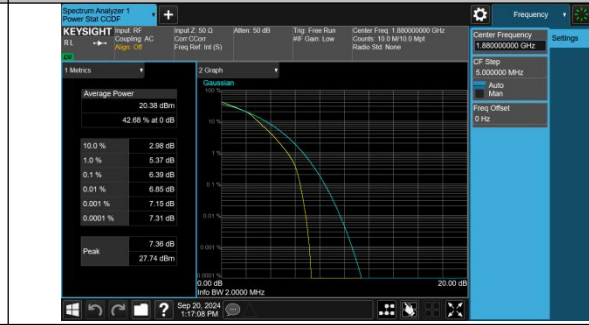 Spectrum Analyzer 1
Power Stat CCDF
Frequency
KEYSIGHT
RL
Input: RF
Coupling: AC
Align: Off
Input Z: 50 Ω
Corr CCorr
Freq Ref: Int (S)
Atten: 50 dB
Trig: Free Run
#IF Gain: Low
Center Freq: 1.880000000 GHz
Counts: 10.0 M/10.0 Mpt
Radio Std: None
Center Frequency
1.880000000 GHz
Settings
CF Step
5.000000 MHz
Auto
Man
Freq Offset
0 Hz
1 Metrics
Average Power
20.38 dBm
42.68 % at 0 dB
10.0 % 2.98 dB
1.0 % 5.37 dB
0.1 % 6.39 dB
0.01 % 6.85 dB
0.001 % 7.15 dB
0.0001 % 7.31 dB
Peak
7.36 dB
27.74 dBm
2 Graph
Gaussian
100 %
10 %
1 %
0.1 %
0.01 %
0.001 %
0.0001 %
0.00 dB
20.00 dB
Info BW 2.0000 MHz
Sep 20, 2024
1:17:08 PM